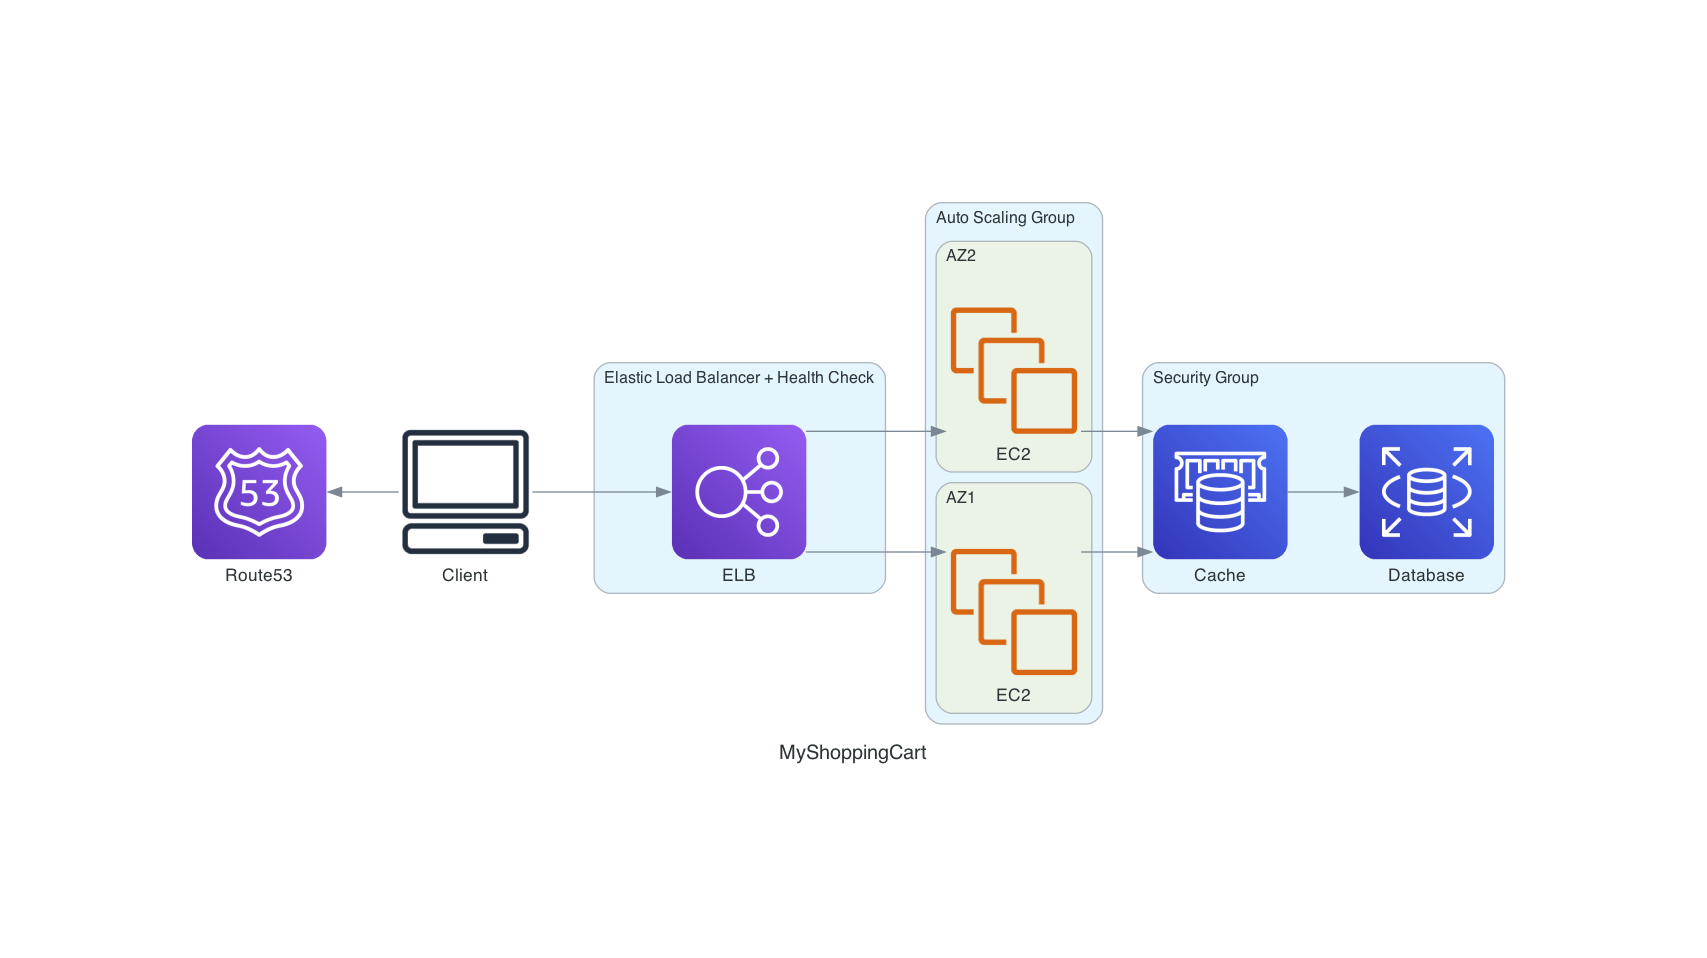 Auto Scaling Group
AZ2
EC2
Elastic Load Balancer + Health Check
Security Group
53
Route53
Client
ELB
AZ1
EC2
Cache
Database
MyShoppingCart